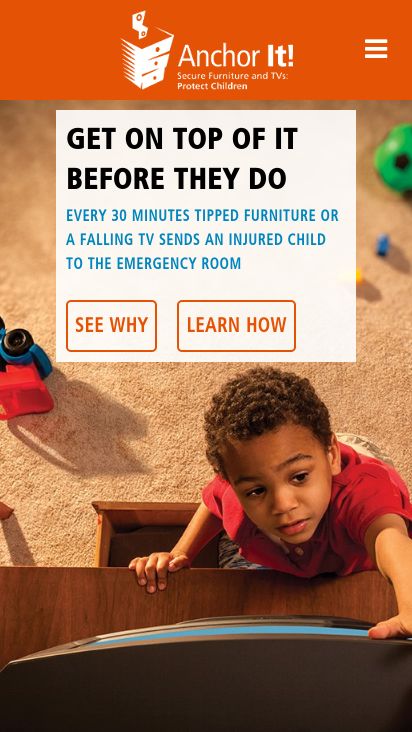 Anchor It!
Secure Furniture and TVs:
Protect Children
GET ON TOP OF IT
BEFORE THEY DO
EVERY 30 MINUTES TIPPED FURNITURE OR
A FALLING TV SENDS AN INJURED CHILD
TO THE EMERGENCY ROOM
SEE WHY
LEARN HOW